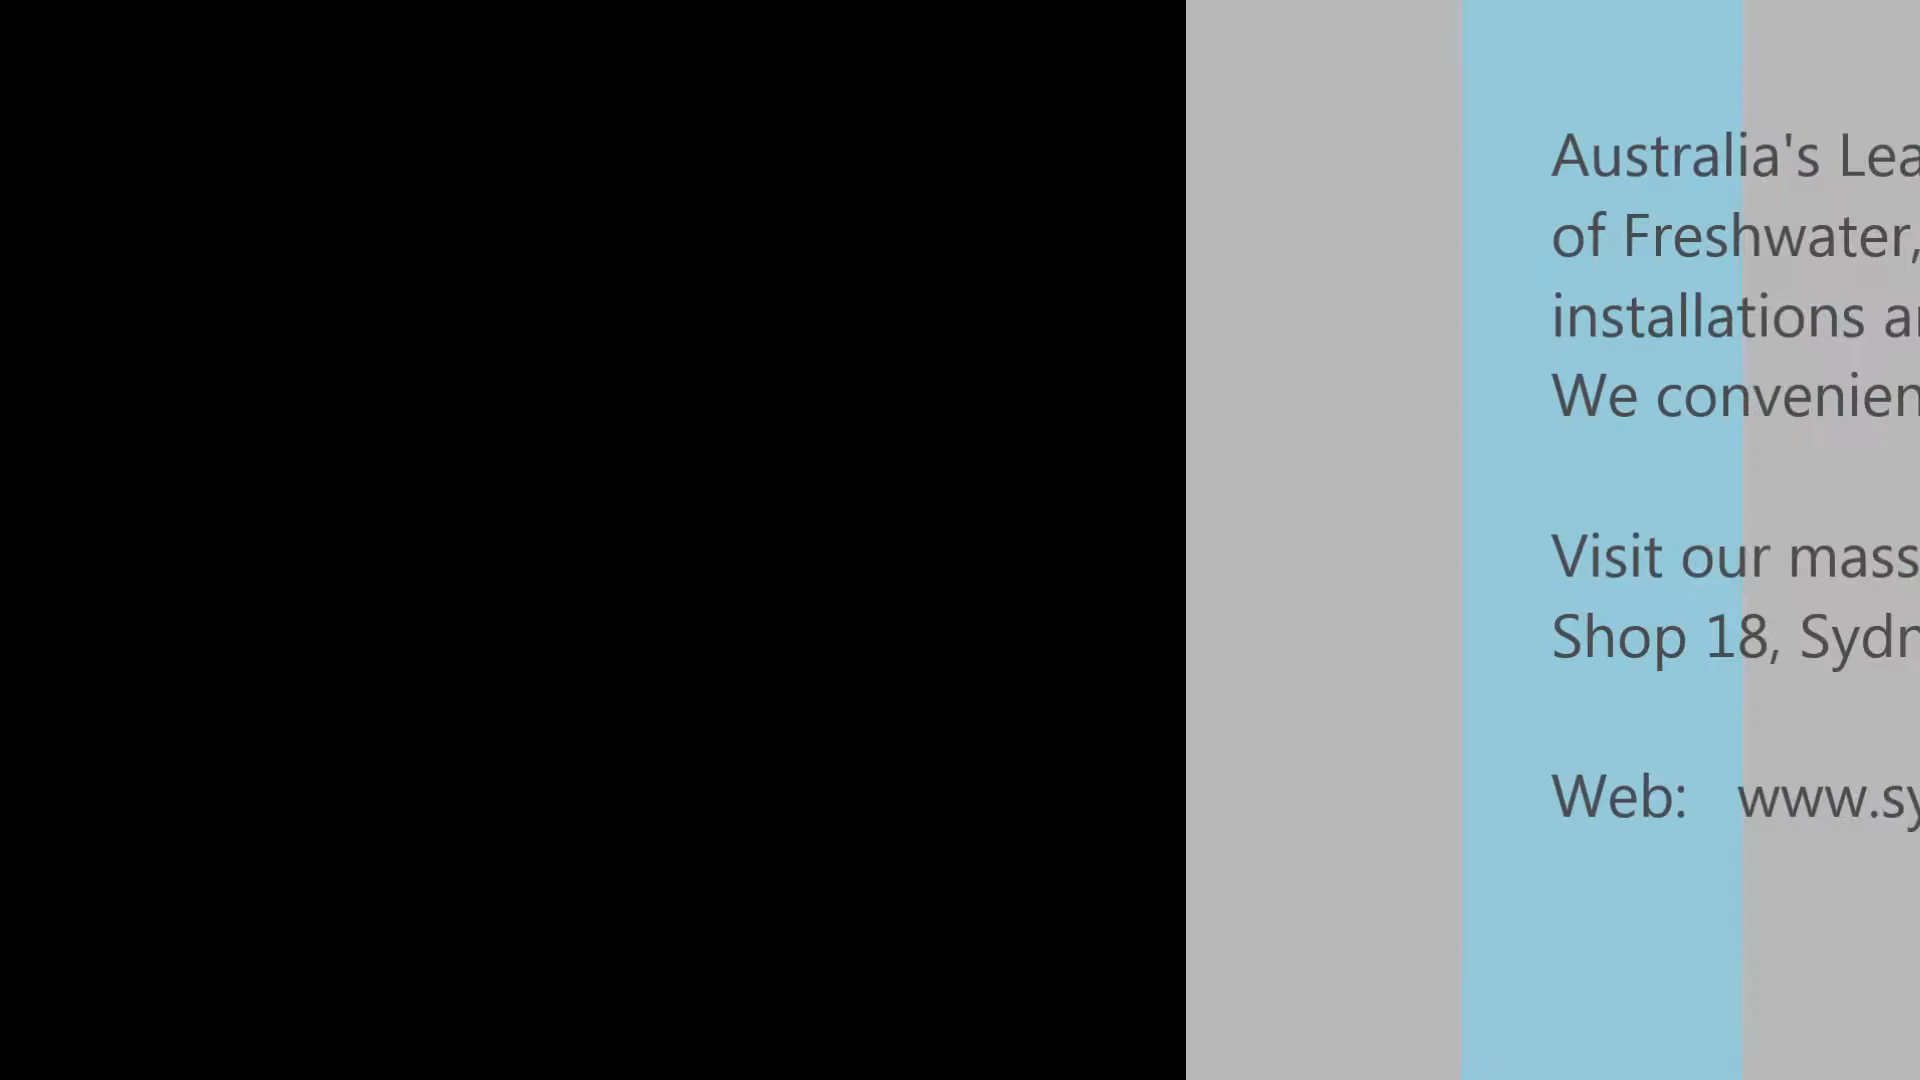 Australia's Lea
of Freshwater,
installations a
We convenien
Visit our mass
Shop 18, Sydn
Web: www.sy